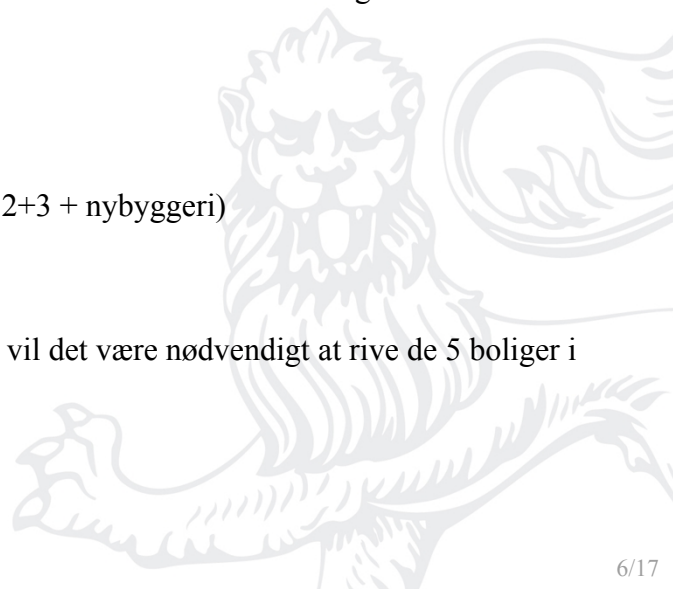 2+3 + nybyggeri)
vil det være nødvendigt at rive de 5 boliger i
6/17